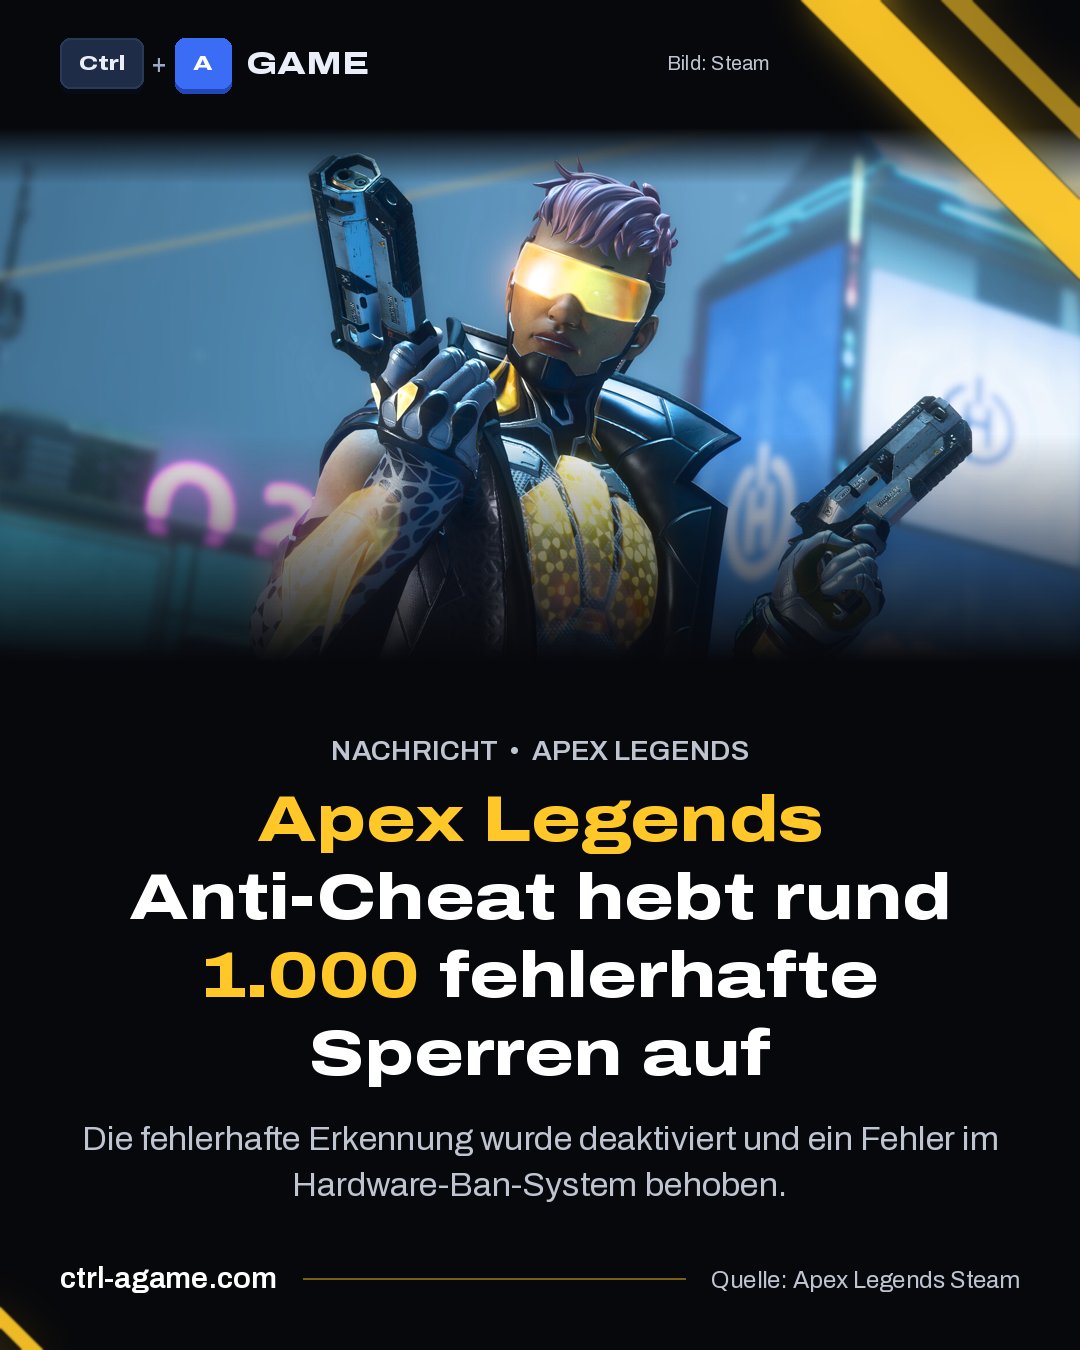 Ctrl + A GAME
Bild: Steam
NACHRICHT • APEX LEGENDS
Apex Legends
Anti-Cheat hebt rund
1.000 fehlerhafte
Sperren auf
Die fehlerhafte Erkennung wurde deaktiviert und ein Fehler im
Hardware-Ban-System behoben.
ctrl-agame.com
Quelle: Apex Legends Steam